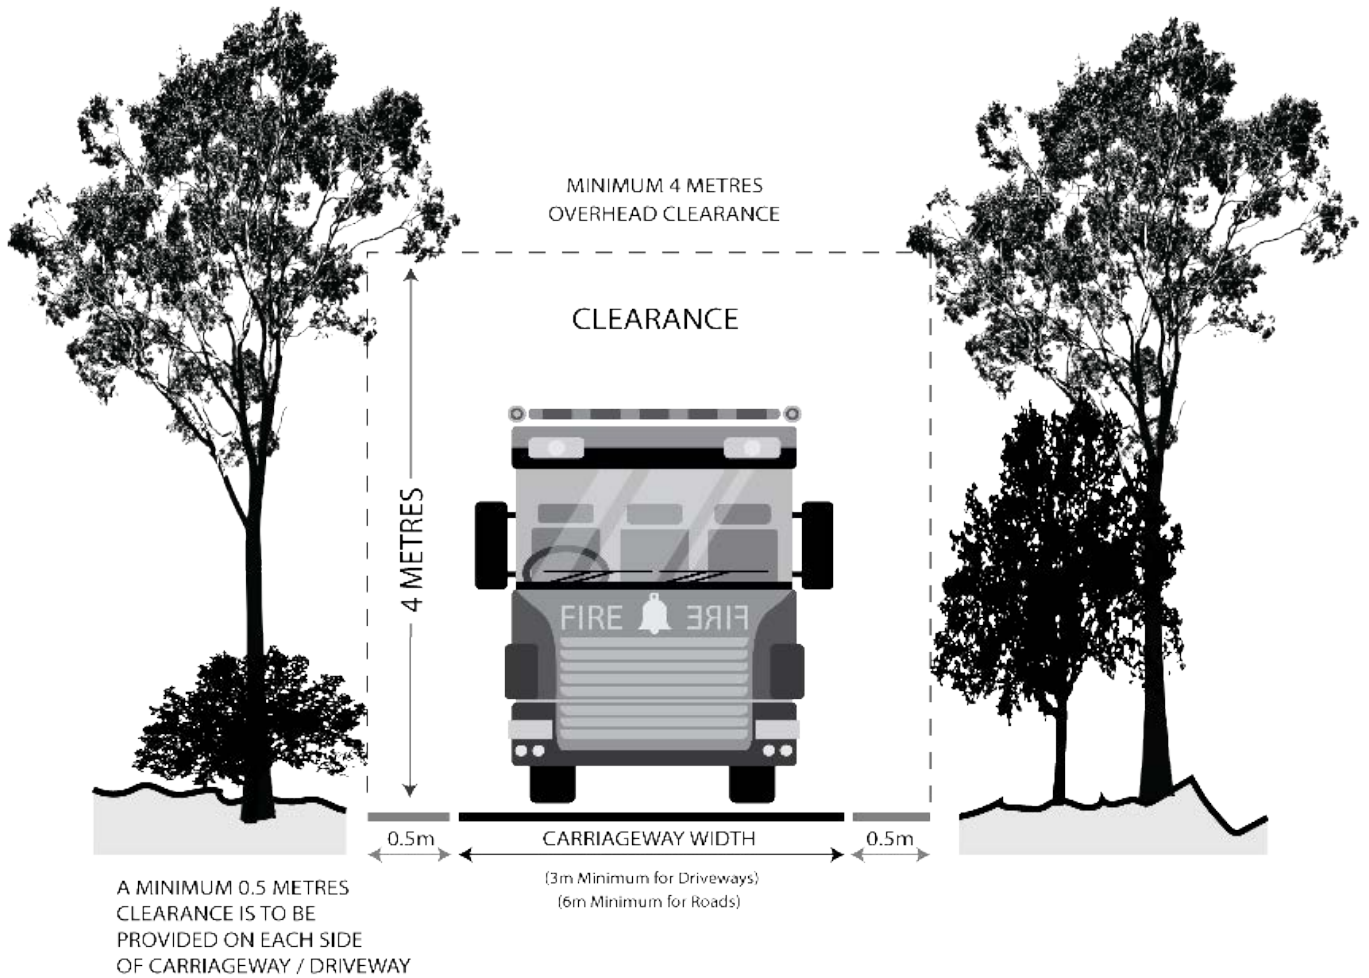 MINIMUM 4 METRES
OVERHEAD CLEARANCE
CLEARANCE
4 METRES
FIRE FIRE
0.5m
CARRIAGEWAY WIDTH
0.5m
(3m Minimum for Driveways)
(6m Minimum for Roads)
A MINIMUM 0.5 METRES
CLEARANCE IS TO BE
PROVIDED ON EACH SIDE
OF CARRIAGEWAY / DRIVEWAY